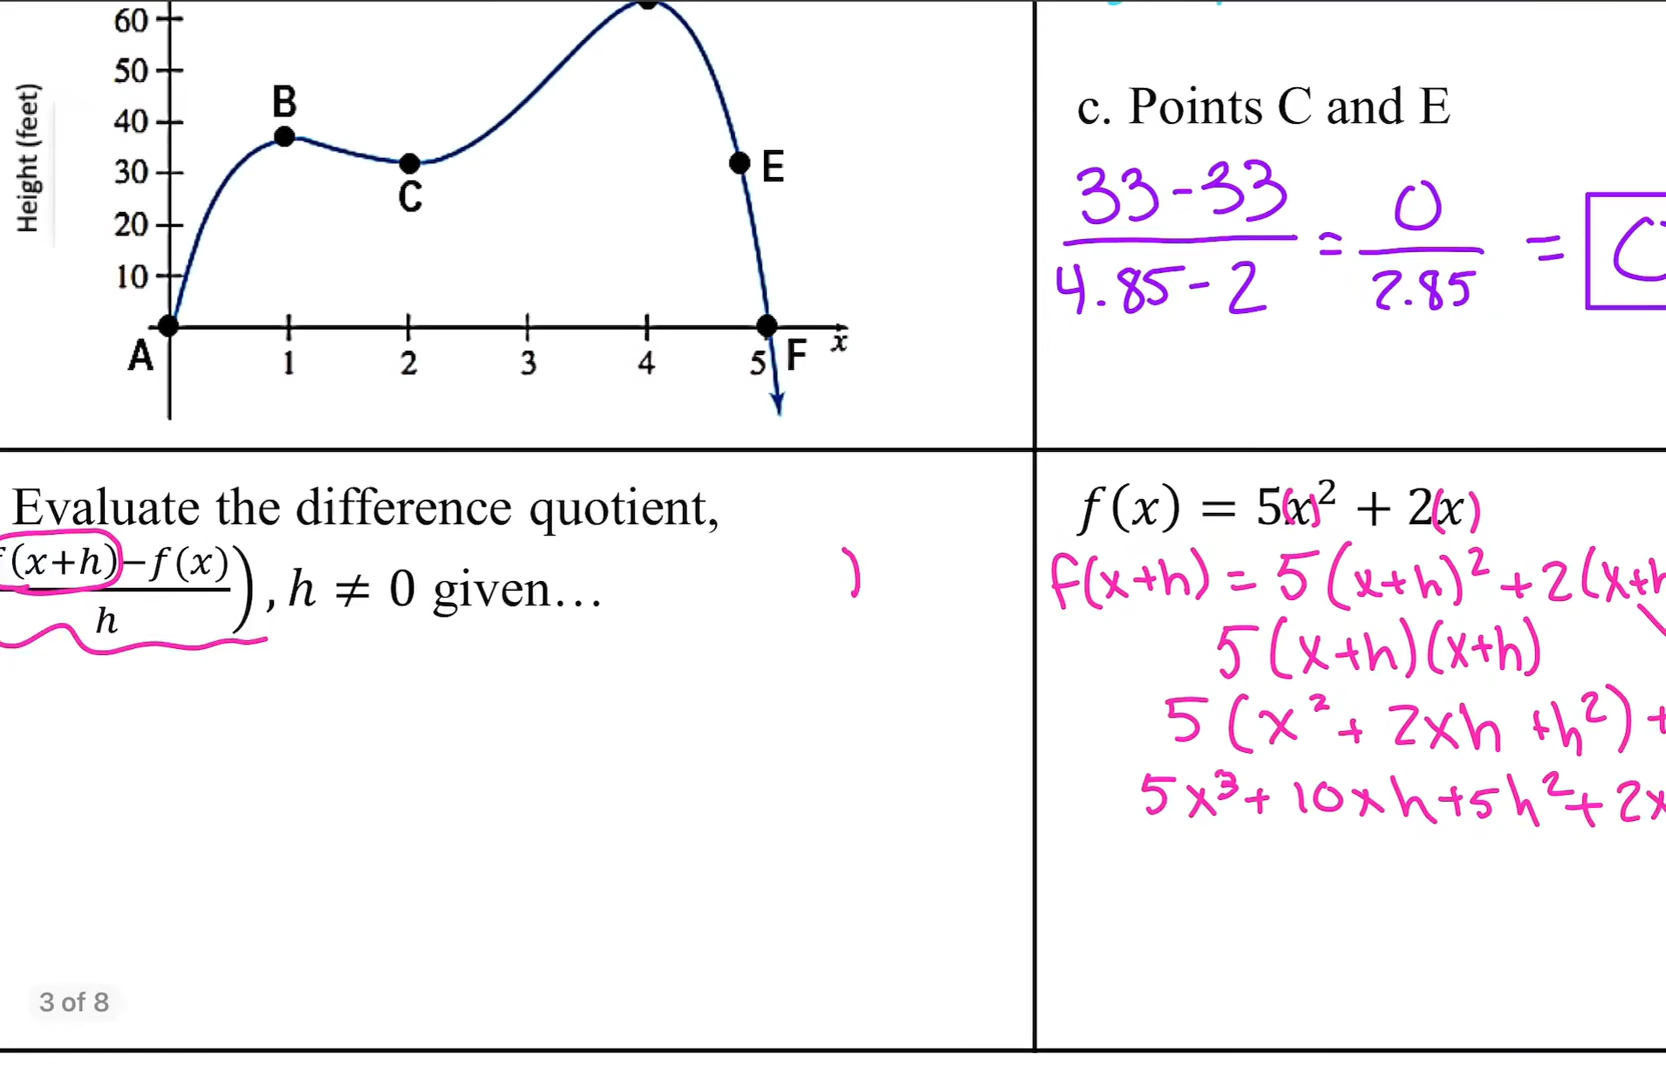 60
50
40
30
20
10
Height (feet)
B
C
E
A
1
2
3
4
5
F
x
c. Points C and E
33-33
4.85-2
=
0
2.85
=
Evaluate the difference quotient,
(x+h)−f(x)
h
), h ≠ 0 given…
)
f(x) = 5(x)² + 2(x)
f(x+h) = 5(x+h)²+2(x+h
5(x+h)(x+h)
5(x²+ 2xh +h²)+
5x³+ 10xh+5h²+2x
3 of 8